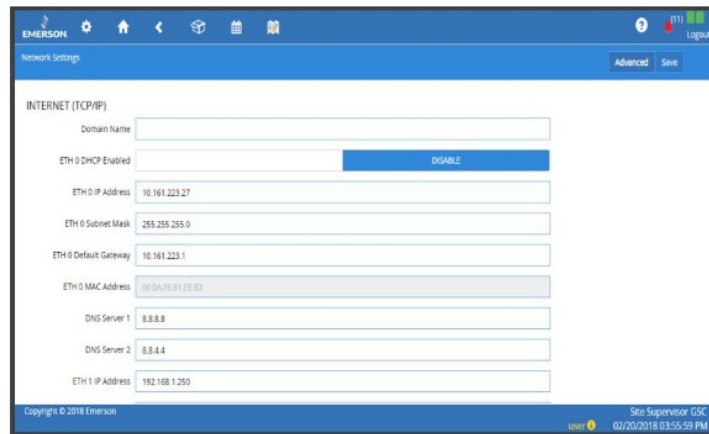 EMERSON
(11)
Logout
Network Settings
Advanced Save
INTERNET (TCP/IP)
Domain Name
ETH 0 DHCP Enabled DISABLE
ETH 0 IP Address 10.161.223.27
ETH 0 Subnet Mask 255.255.255.0
ETH 0 Default Gateway 10.161.223.1
ETH 0 MAC Address
DNS Server 1 8.8.8.8
DNS Server 2 8.8.4.4
ETH 1 IP Address 192.168.1.250
Copyright © 2018 Emerson
Site Supervisor GSC
user 02/20/2018 03:55:59 PM